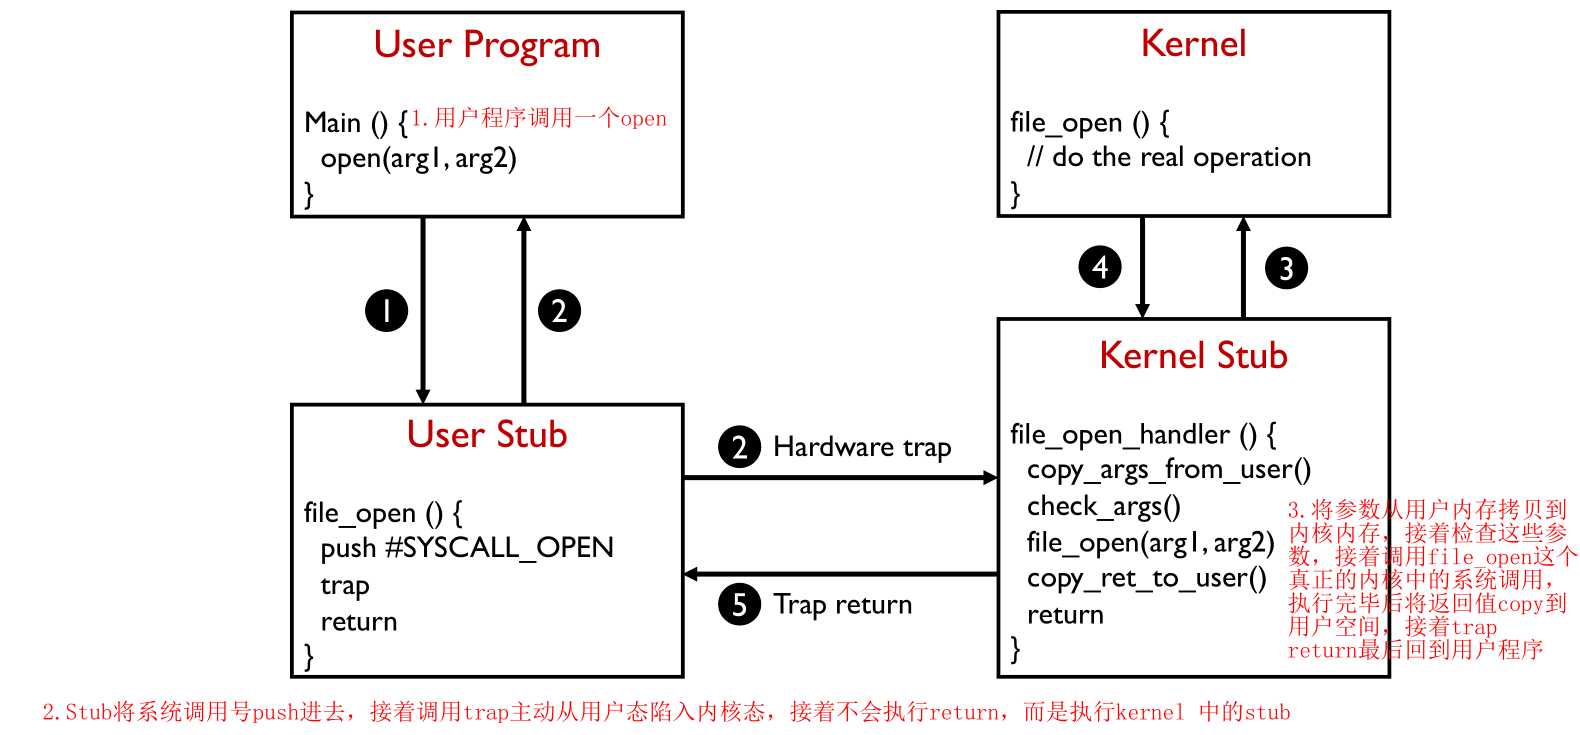 User Program
Main () {
1.用户程序调用一个open
open(arg1, arg2)
}
Kernel
file_open () {
// do the real operation
}
1
2
4
3
User Stub
file_open () {
push #SYSCALL_OPEN
trap
return
}
2 Hardware trap
5 Trap return
Kernel Stub
file_open_handler () {
copy_args_from_user()
check_args()
file_open(arg1, arg2)
copy_ret_to_user()
return
}
3.将参数从用户内存拷贝到
内核内存，接着检查这些参
数，接着调用file_open这个
真正的内核中的系统调用，
执行完毕后将返回值copy到
用户空间，接着trap
return最后回到用户程序
2.Stub将系统调用号push进去，接着调用trap主动从用户态陷入内核态，接着不会执行return，而是执行kernel 中的stub